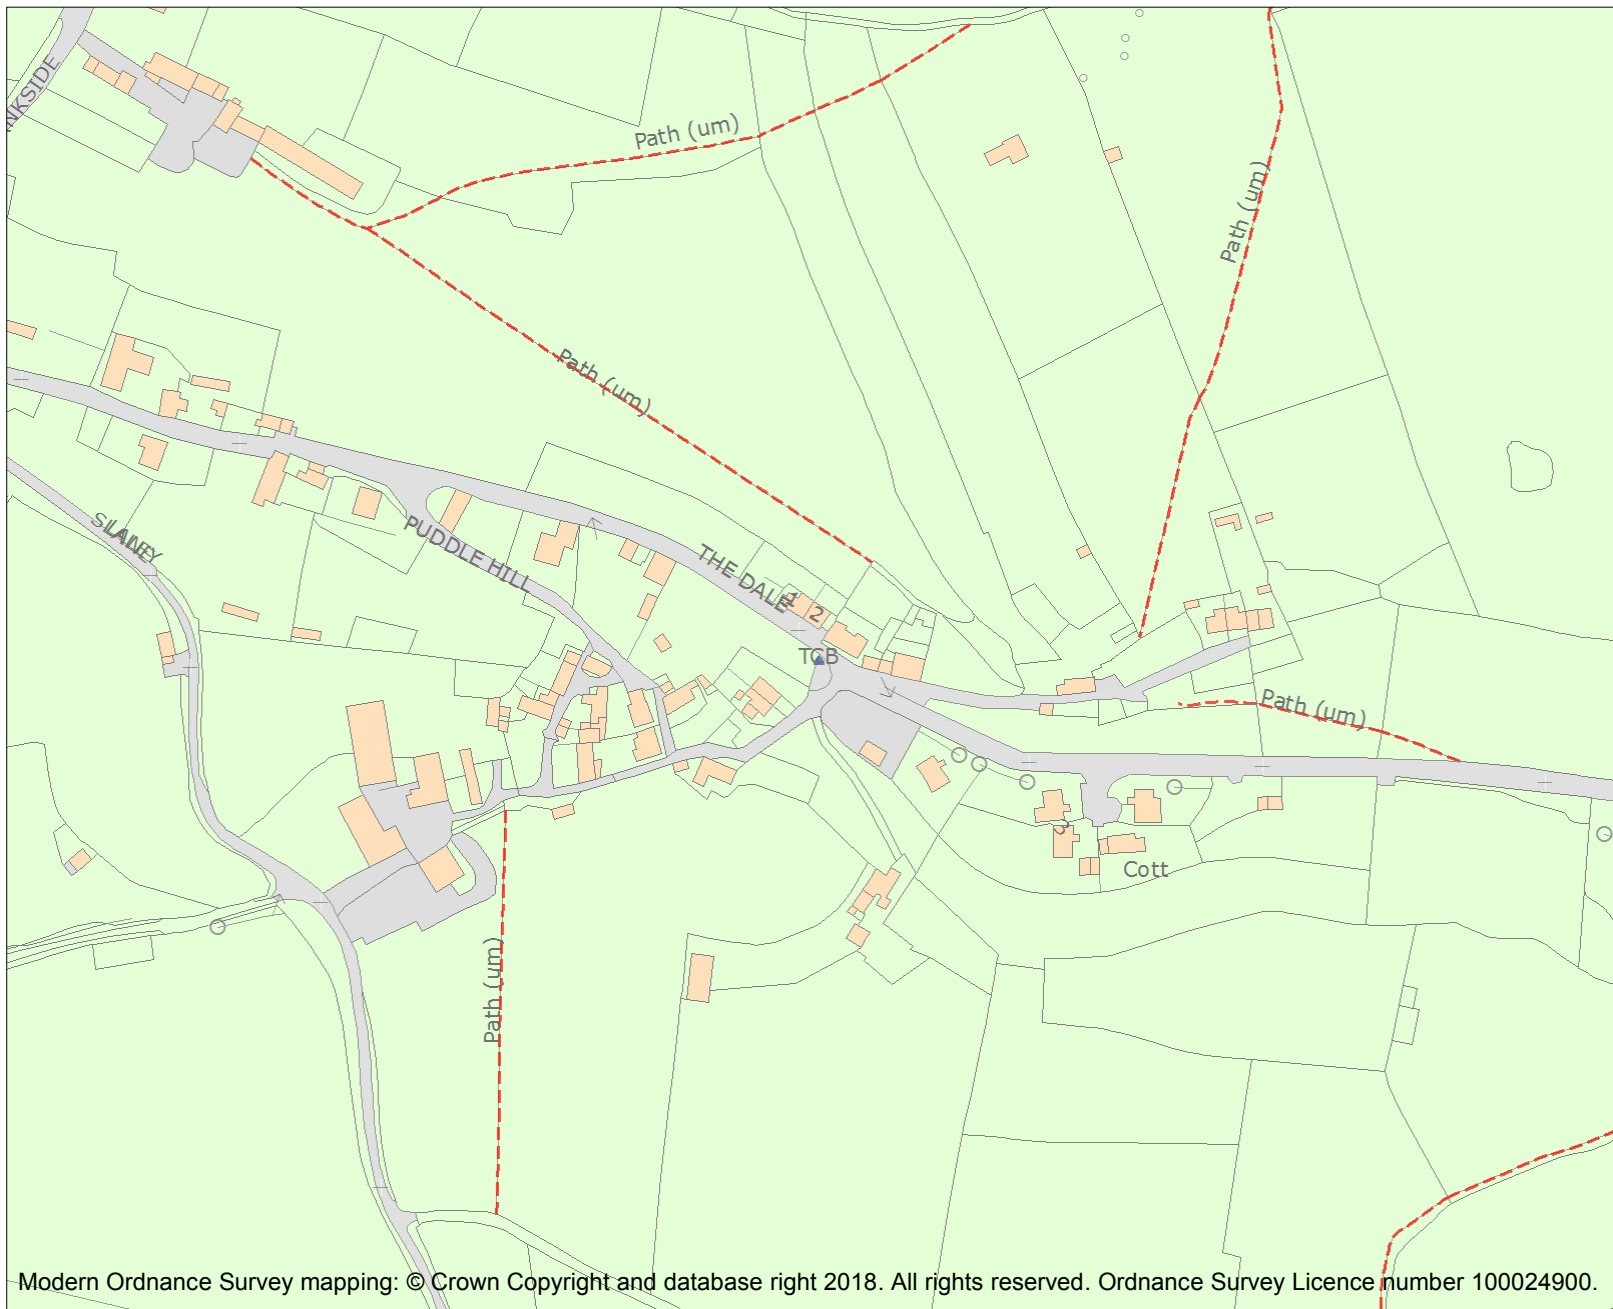 NKSIDE
Path (um)
Path (um)
Path (um)
PUDDLE HILL
THE DALE
1
2
TCB
Path (um)
3
Cott
Path (um)
Modern Ordnance Survey mapping: © Crown Copyright and database right 2018. All rights reserved. Ordnance Survey Licence number 100024900.